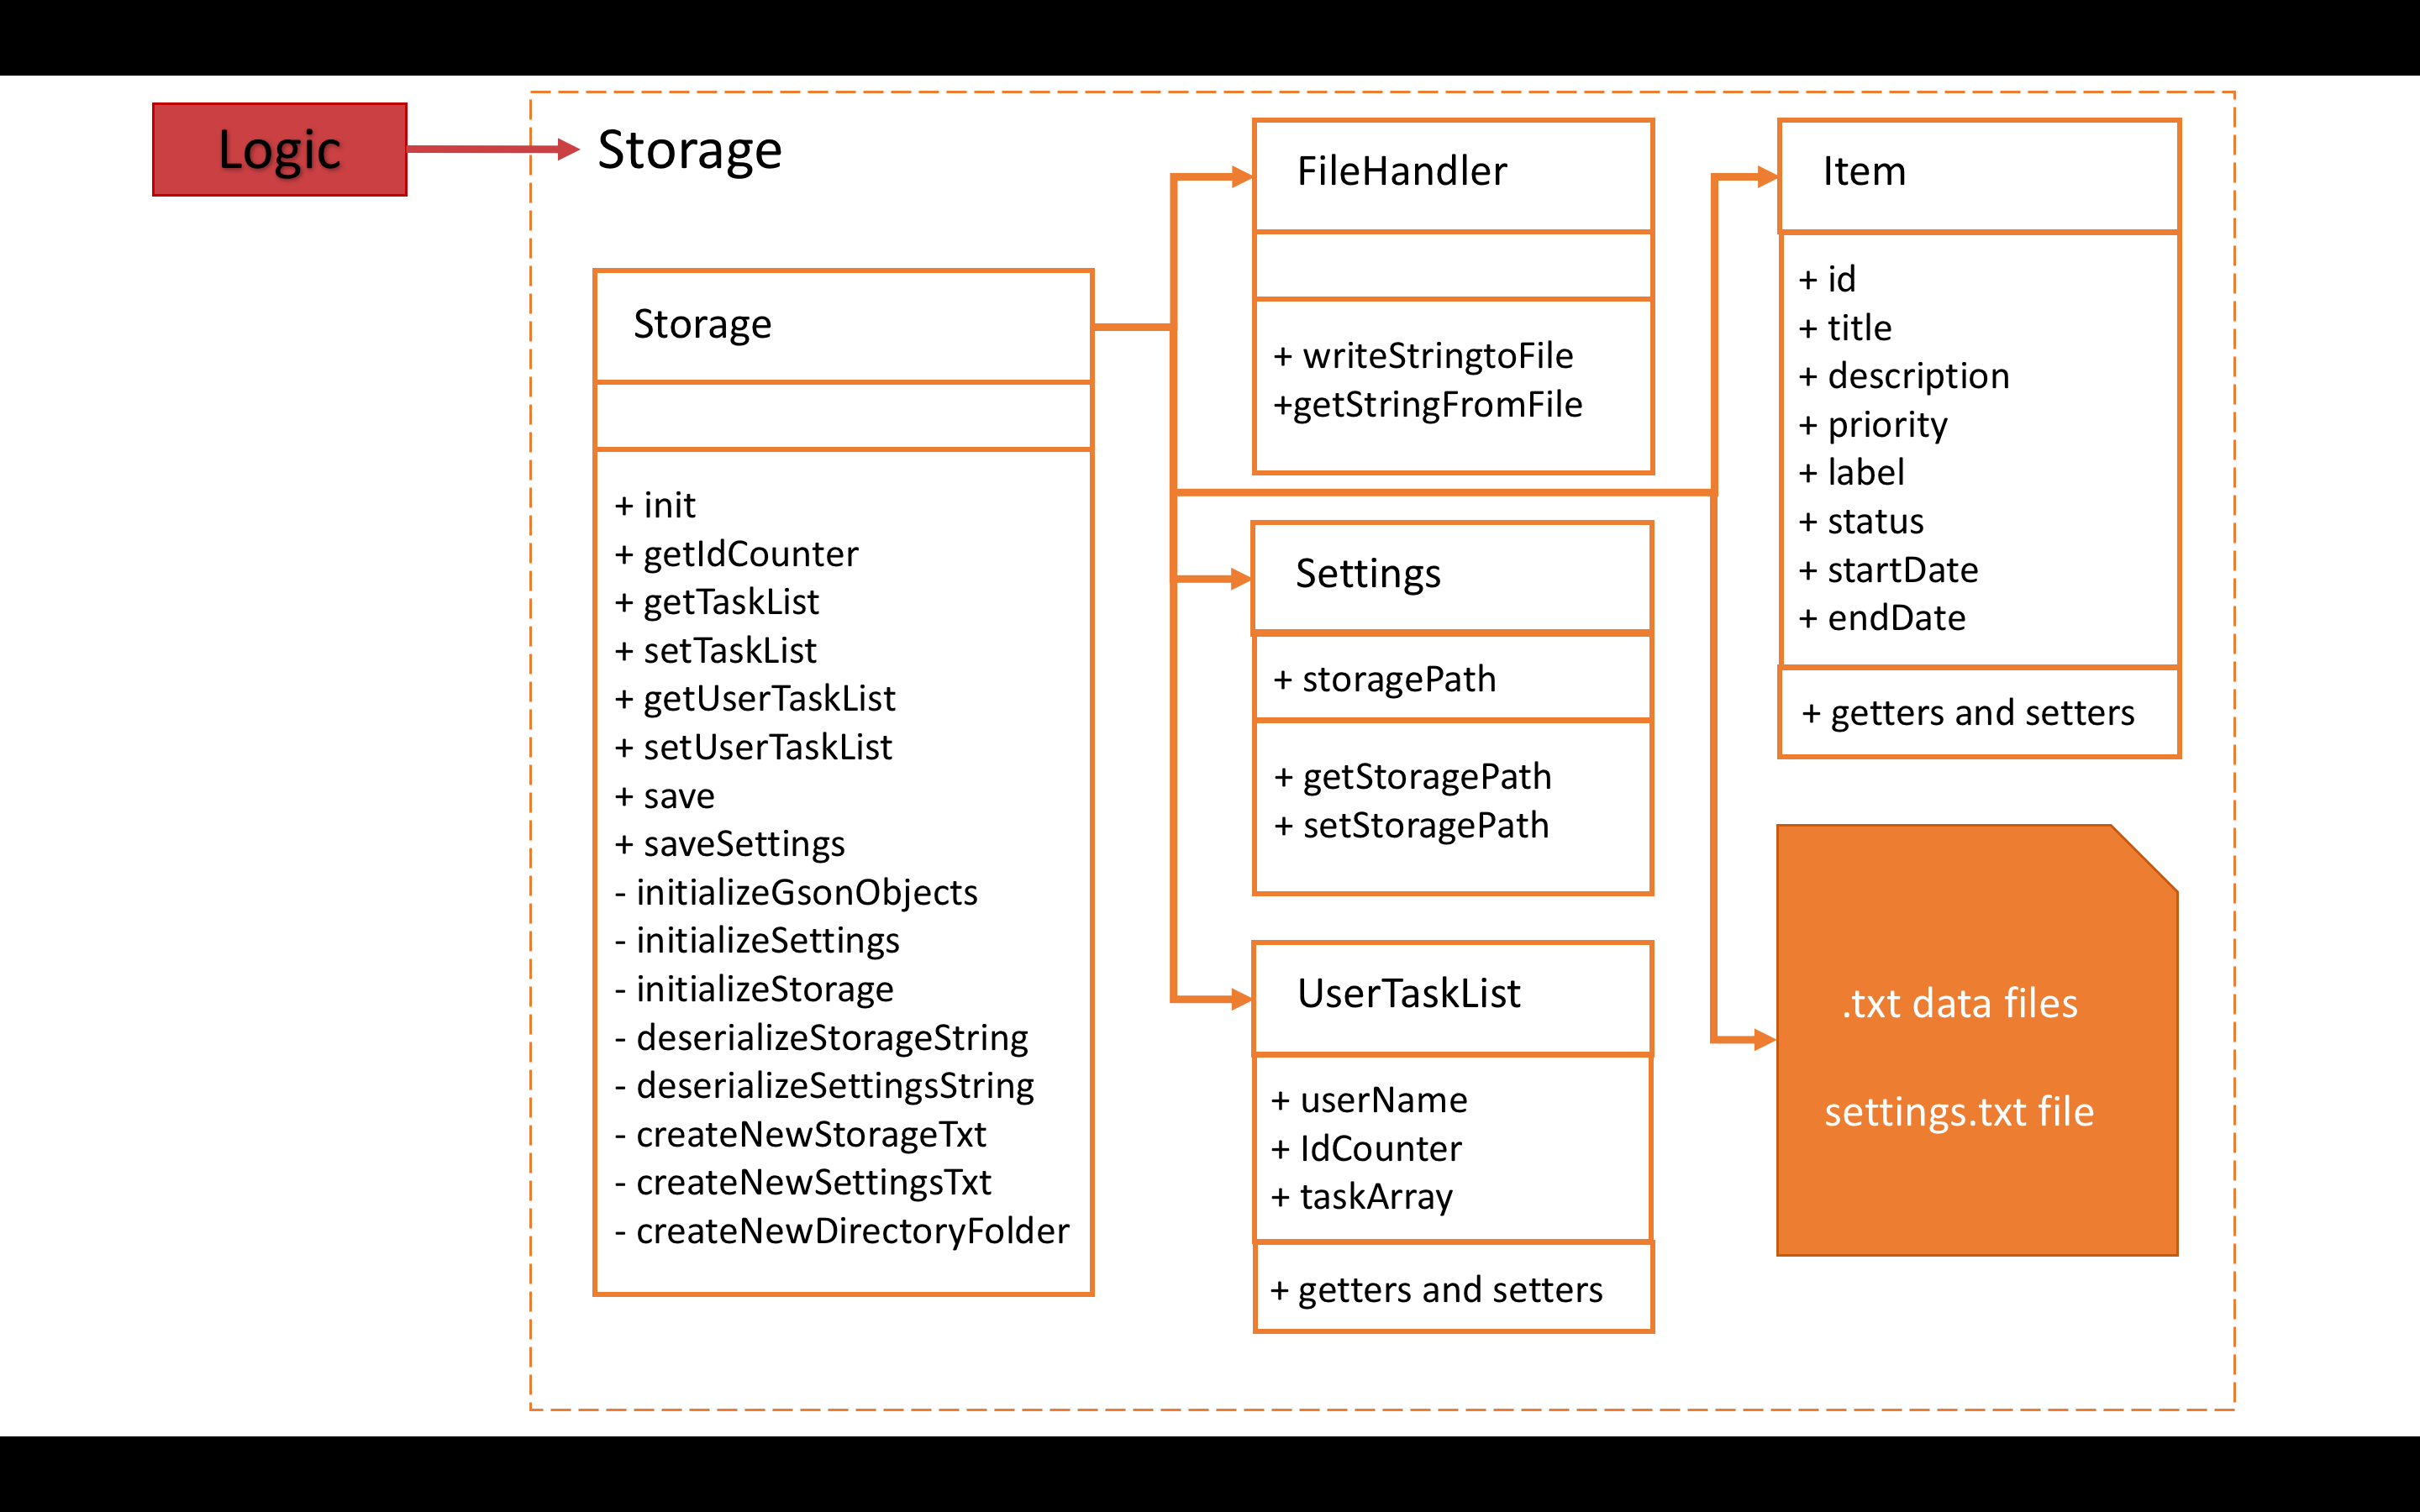 Logic
Storage
Storage
+ init
+ getIdCounter
+ getTaskList
+ setTaskList
+ getUserTaskList
+ setUserTaskList
+ save
+ saveSettings
- initializeGsonObjects
- initializeSettings
- initializeStorage
- deserializeStorageString
- deserializeSettingsString
- createNewStorageTxt
- createNewSettingsTxt
- createNewDirectoryFolder
FileHandler
+ writeStringtoFile
+getStringFromFile
Settings
+ storagePath
+ getStoragePath
+ setStoragePath
UserTaskList
+ userName
+ IdCounter
+ taskArray
+ getters and setters
Item
+ id
+ title
+ description
+ priority
+ label
+ status
+ startDate
+ endDate
+ getters and setters
.txt data files
settings.txt file